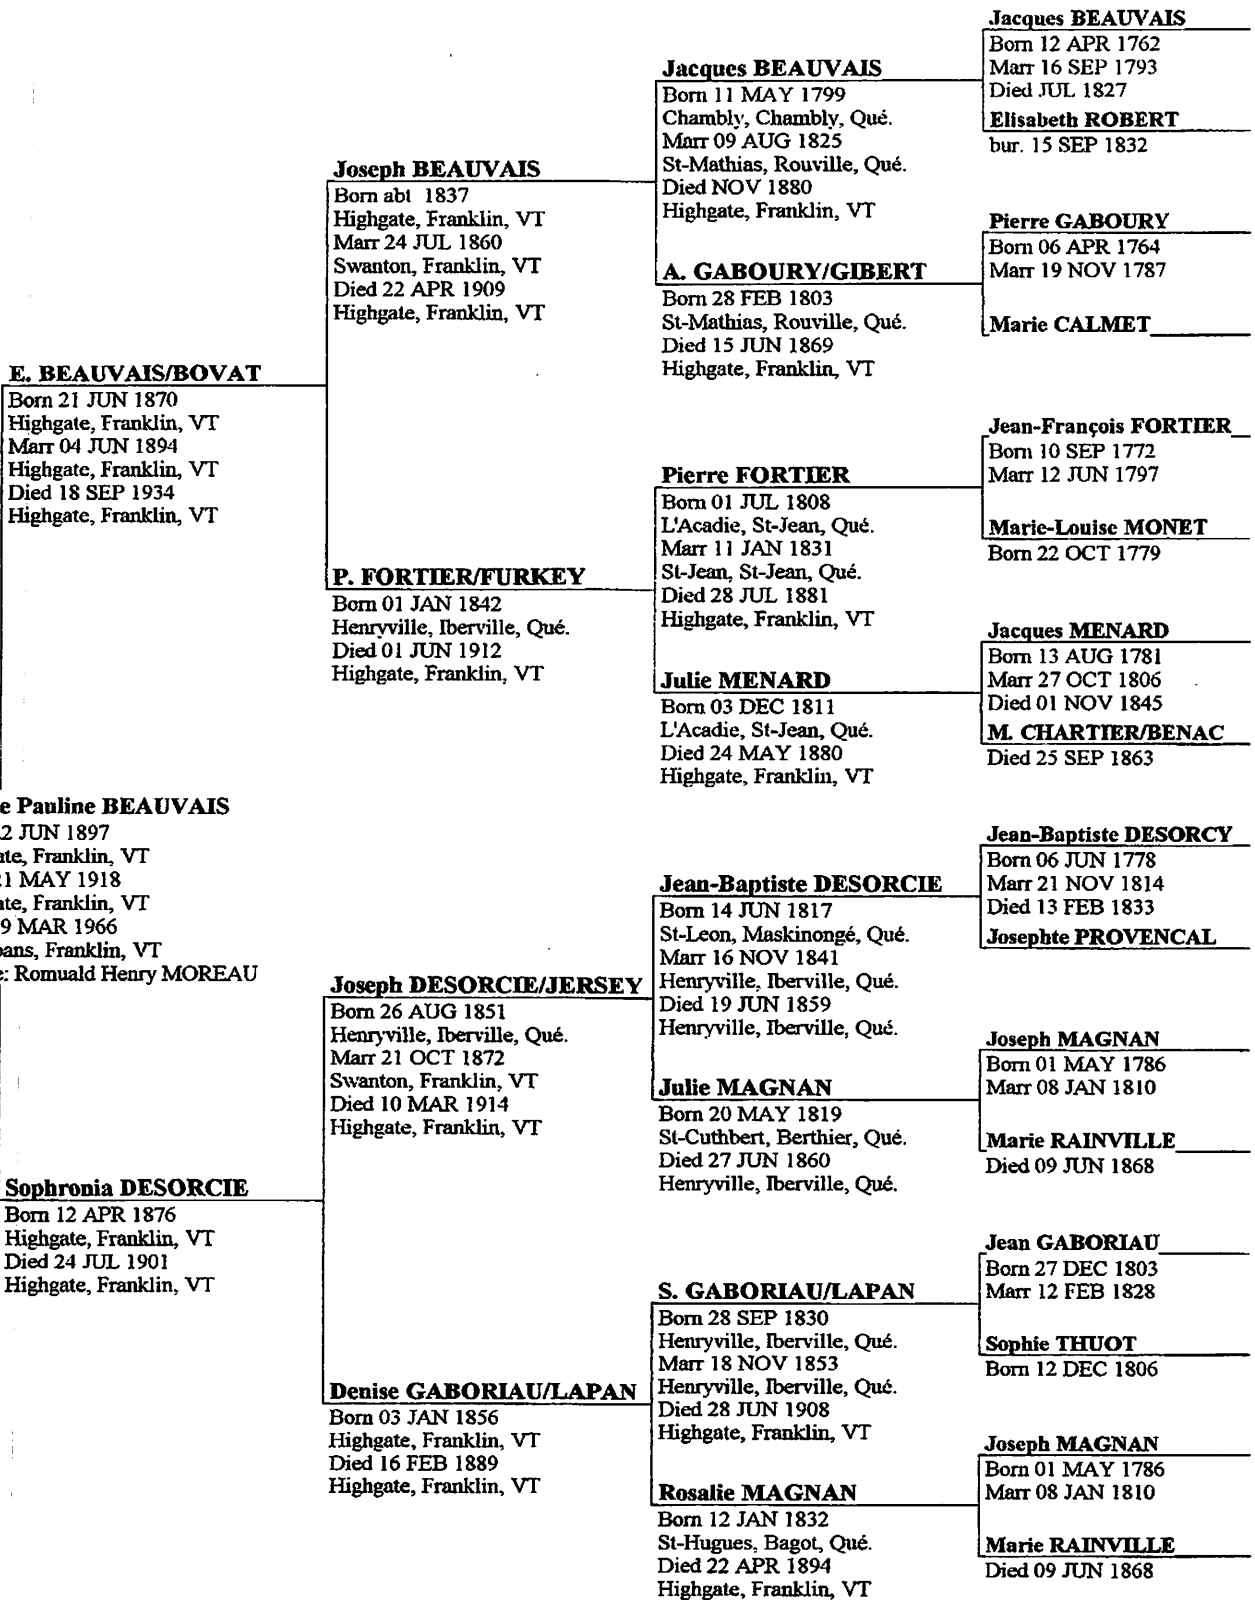 E. BEAUVAIS/BOVAT
Born 21 JUN 1870
Highgate, Franklin, VT
Marr 04 JUN 1894
Highgate, Franklin, VT
Died 18 SEP 1934
Highgate, Franklin, VT
e Pauline BEAUVAIS
2 JUN 1897
ate, Franklin, VT
21 MAY 1918
ate, Franklin, VT
9 MAR 1966
bans, Franklin, VT
e: Romuald Henry MOREAU
Sophronia DESORCIE
Born 12 APR 1876
Highgate, Franklin, VT
Died 24 JUL 1901
Highgate, Franklin, VT
Joseph BEAUVAIS
Born abt 1837
Highgate, Franklin, VT
Marr 24 JUL 1860
Swanton, Franklin, VT
Died 22 APR 1909
Highgate, Franklin, VT
P. FORTIER/FURKEY
Born 01 JAN 1842
Henryville, Iberville, Qué.
Died 01 JUN 1912
Highgate, Franklin, VT
Joseph DESORCIE/JERSEY
Born 26 AUG 1851
Henryville, Iberville, Qué.
Marr 21 OCT 1872
Swanton, Franklin, VT
Died 10 MAR 1914
Highgate, Franklin, VT
Denise GABORIAU/LAPAN
Born 03 JAN 1856
Highgate, Franklin, VT
Died 16 FEB 1889
Highgate, Franklin, VT
Jacques BEAUVAIS
Born 11 MAY 1799
Chambly, Chambly, Qué.
Marr 09 AUG 1825
St-Mathias, Rouville, Qué.
Died NOV 1880
Highgate, Franklin, VT
A. GABOURY/GIBERT
Born 28 FEB 1803
St-Mathias, Rouville, Qué.
Died 15 JUN 1869
Highgate, Franklin, VT
Pierre FORTIER
Born 01 JUL 1808
L'Acadie, St-Jean, Qué.
Marr 11 JAN 1831
St-Jean, St-Jean, Qué.
Died 28 JUL 1881
Highgate, Franklin, VT
Julie MENARD
Born 03 DEC 1811
L'Acadie, St-Jean, Qué.
Died 24 MAY 1880
Highgate, Franklin, VT
Jean-Baptiste DESORCIE
Born 14 JUN 1817
St-Leon, Maskinongé, Qué.
Marr 16 NOV 1841
Henryville, Iberville, Qué.
Died 19 JUN 1859
Henryville, Iberville, Qué.
Julie MAGNAN
Born 20 MAY 1819
St-Cuthbert, Berthier, Qué.
Died 27 JUN 1860
Henryville, Iberville, Qué.
S. GABORIAU/LAPAN
Born 28 SEP 1830
Henryville, Iberville, Qué.
Marr 18 NOV 1853
Henryville, Iberville, Qué.
Died 28 JUN 1908
Highgate, Franklin, VT
Rosalie MAGNAN
Born 12 JAN 1832
St-Hugues, Bagot, Qué.
Died 22 APR 1894
Highgate, Franklin, VT
Jacques BEAUVAIS
Born 12 APR 1762
Marr 16 SEP 1793
Died JUL 1827
Elisabeth ROBERT
bur. 15 SEP 1832
Pierre GABOURY
Born 06 APR 1764
Marr 19 NOV 1787
Marie CALMET
Jean-François FORTIER
Born 10 SEP 1772
Marr 12 JUN 1797
Marie-Louise MONET
Born 22 OCT 1779
Jacques MENARD
Born 13 AUG 1781
Marr 27 OCT 1806
Died 01 NOV 1845
M. CHARTIER/BENAC
Died 25 SEP 1863
Jean-Baptiste DESORCY
Born 06 JUN 1778
Marr 21 NOV 1814
Died 13 FEB 1833
Josephte PROVENCAL
Joseph MAGNAN
Born 01 MAY 1786
Marr 08 JAN 1810
Marie RAINVILLE
Died 09 JUN 1868
Jean GABORIAU
Born 27 DEC 1803
Marr 12 FEB 1828
Sophie THUOT
Born 12 DEC 1806
Joseph MAGNAN
Born 01 MAY 1786
Marr 08 JAN 1810
Marie RAINVILLE
Died 09 JUN 1868